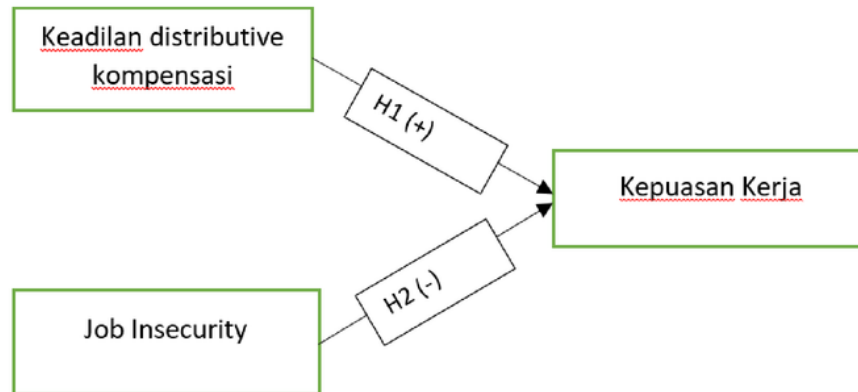 Keadilan distributive
kompensasi
H1 (+)
Kepuasan Kerja
H2 (-)
Job Insecurity